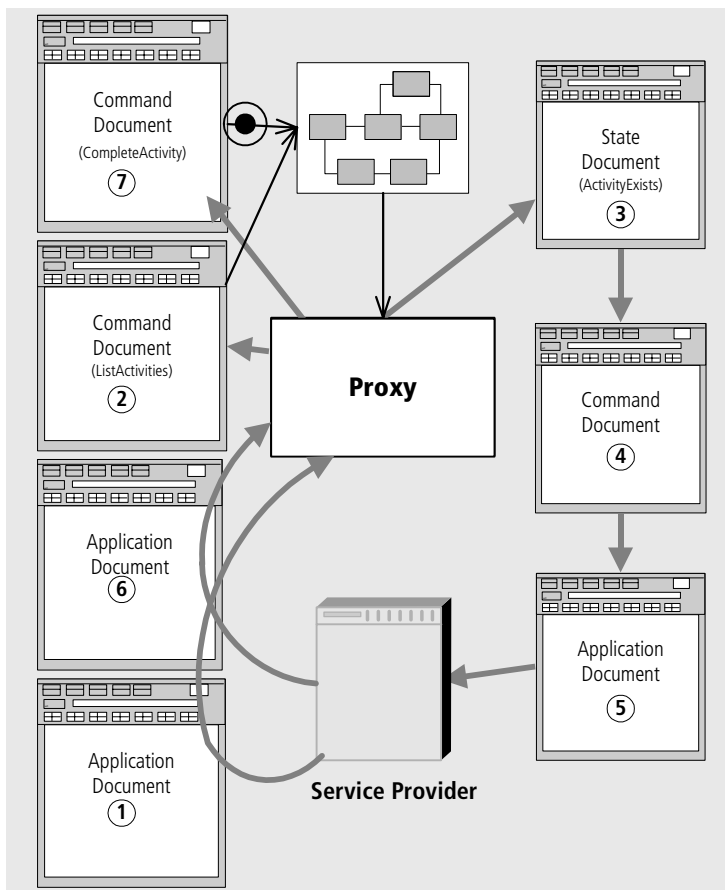 Command
Document
(CompleteActivity)
7
Command
Document
(ListActivities)
2
Application
Document
6
Application
Document
1
Proxy
Service Provider
State
Document
(ActivityExists)
3
Command
Document
4
Application
Document
5